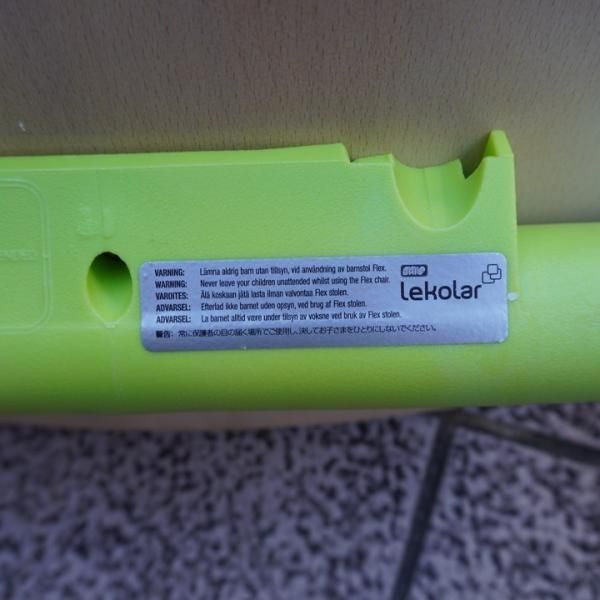 VARNING: Lämna aldrig barn utan tillsyn, vid användning av barnstol Flex.
WARNING: Never leave your children unattended whilst using the Flex chair.
VAROITES: Älä koskaan jätä lasta ilman valvontaa Flex stolen.
ADVARSEL: Efterlad ikke barnet uden opsyn, ved brug af Flex stolen.
ADVARSEL: La barnet alltid være under tilsyn av voksne ved bruk av Flex stolen.
警告: 常に保護者の目の届く場所でご使用し、決してお子さまをひとりにしないでください。
lekolar